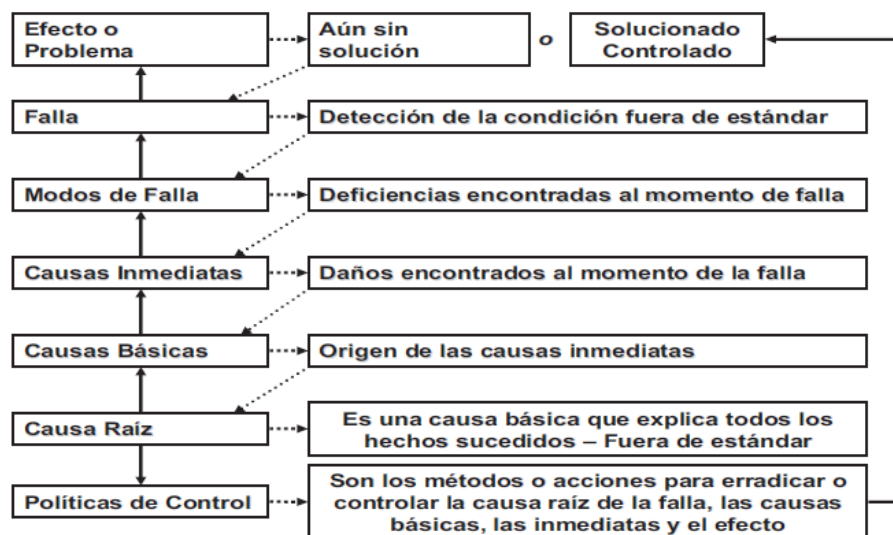 Efecto o
Problema
Aún sin
solución
o
Solucionado
Controlado
Falla
Detección de la condición fuera de estándar
Modos de Falla
Deficiencias encontradas al momento de falla
Causas Inmediatas
Daños encontrados al momento de la falla
Causas Básicas
Origen de las causas inmediatas
Causa Raíz
Es una causa básica que explica todos los
hechos sucedidos – Fuera de estándar
Políticas de Control
Son los métodos o acciones para erradicar o
controlar la causa raíz de la falla, las causas
básicas, las inmediatas y el efecto